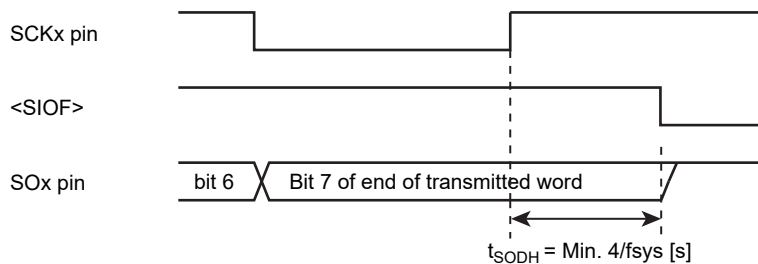 SCKx pin
<SIOF>
SOx pin
bit 6
Bit 7 of end of transmitted word
tSODH = Min. 4/fsys [s]